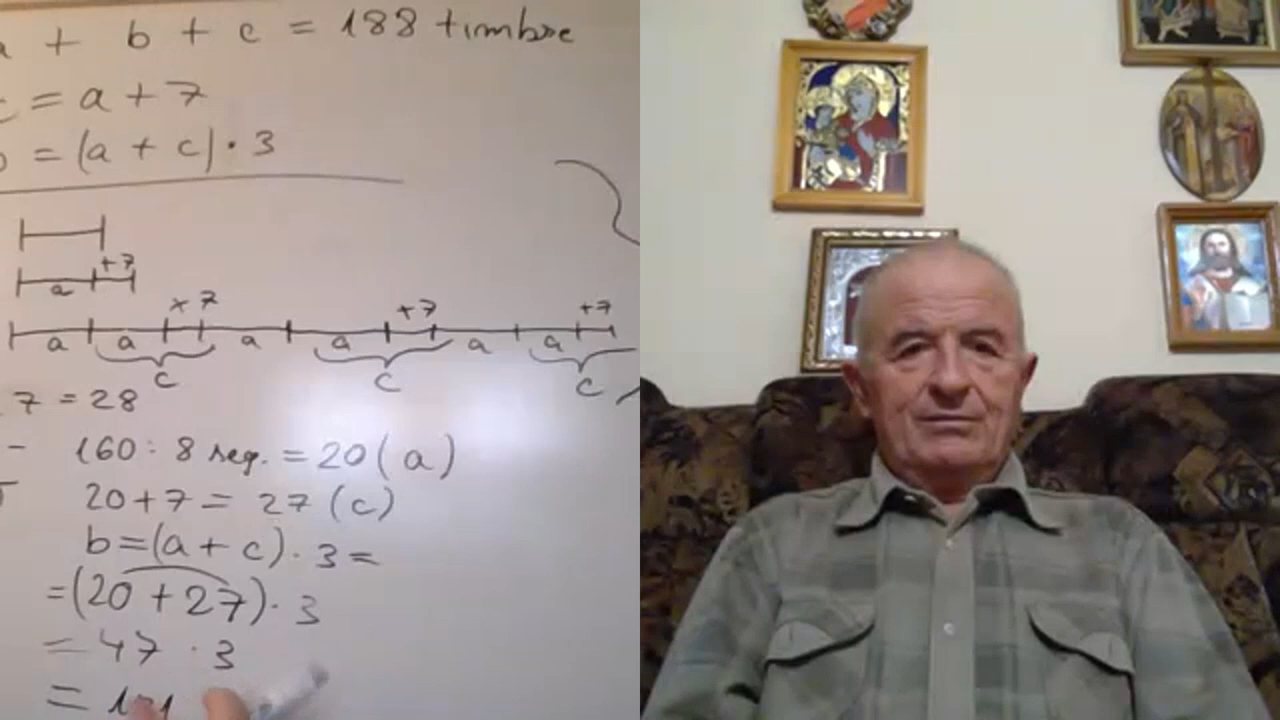 a + b + c = 188 timbre
c = a + 7
b = (a + c) · 3
+7
a
+7 +7 +7
a a a a a a
c c c
7 = 28
- 160 : 8 seg. = 20 (a)
20 + 7 = 27 (c)
b = (a + c) · 3 =
= (20 + 27) · 3
= 47 · 3
=